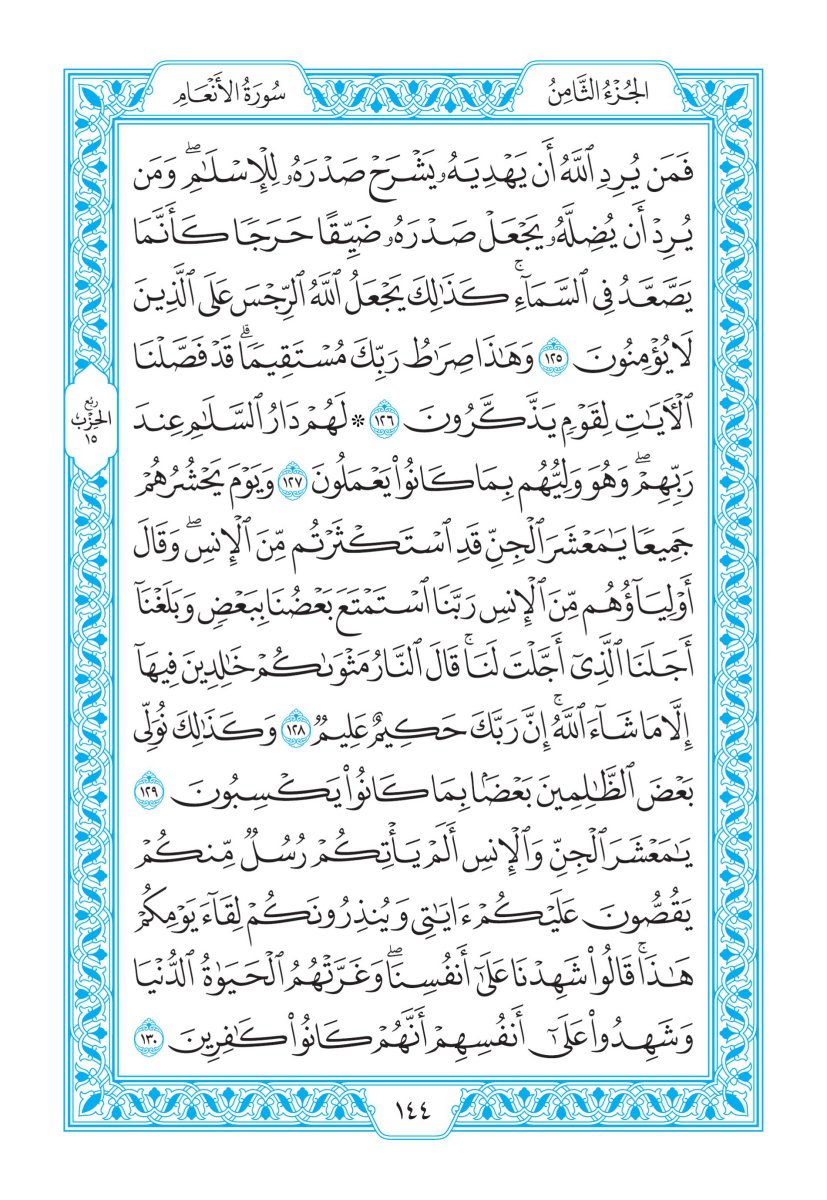 الجُزْءُ الثَّامِنُ
سُورَةُ الأَنْعَامِ
فَمَن يُرِدِ ٱللَّهُ أَن يَهْدِيَهُۥ يَشْرَحْ صَدْرَهُۥ لِلْإِسْلَٰمِۖ وَمَن
يُرِدْ أَن يُضِلَّهُۥ يَجْعَلْ صَدْرَهُۥ ضَيِّقًا حَرَجًا كَأَنَّمَا
يَصَّعَّدُ فِى ٱلسَّمَآءِۚ كَذَٰلِكَ يَجْعَلُ ٱللَّهُ ٱلرِّجْسَ عَلَى ٱلَّذِينَ
لَا يُؤْمِنُونَ ١٢٥ وَهَٰذَا صِرَٰطُ رَبِّكَ مُسْتَقِيمًاۗ قَدْ فَصَّلْنَا
ٱلْءَايَٰتِ لِقَوْمٍ يَذَّكَّرُونَ ١٢٦ ۞ لَهُمْ دَارُ ٱلسَّلَٰمِ عِندَ
رَبِّهِمْۖ وَهُوَ وَلِيُّهُم بِمَا كَانُوا۟ يَعْمَلُونَ ١٢٧ وَيَوْمَ يَحْشُرُهُمْ
جَمِيعًا يَٰمَعْشَرَ ٱلْجِنِّ قَدِ ٱسْتَكْثَرْتُم مِّنَ ٱلْإِنسِۖ وَقَالَ
أَوْلِيَآؤُهُم مِّنَ ٱلْإِنسِ رَبَّنَا ٱسْتَمْتَعَ بَعْضُنَا بِبَعْضٍ وَبَلَغْنَآ
أَجَلَنَا ٱلَّذِىٓ أَجَّلْتَ لَنَاۚ قَالَ ٱلنَّارُ مَثْوَىٰكُمْ خَٰلِدِينَ فِيهَآ
إِلَّا مَا شَآءَ ٱللَّهُۚ إِنَّ رَبَّكَ حَكِيمٌ عَلِيمٌ ١٢٨ وَكَذَٰلِكَ نُوَلِّى
بَعْضَ ٱلظَّٰلِمِينَ بَعْضًۢا بِمَا كَانُوا۟ يَكْسِبُونَ ١٢٩
يَٰمَعْشَرَ ٱلْجِنِّ وَٱلْإِنسِ أَلَمْ يَأْتِكُمْ رُسُلٌ مِّنكُمْ
يَقُصُّونَ عَلَيْكُمْ ءَايَٰتِى وَيُنذِرُونَكُمْ لِقَآءَ يَوْمِكُمْ
هَٰذَاۚ قَالُوا۟ شَهِدْنَا عَلَىٰٓ أَنفُسِنَاۖ وَغَرَّتْهُمُ ٱلْحَيَوٰةُ ٱلدُّنْيَا
وَشَهِدُوا۟ عَلَىٰٓ أَنفُسِهِمْ أَنَّهُمْ كَانُوا۟ كَٰفِرِينَ ١٣٠
رُبْع
الحِزْب
١٥
١٤٤